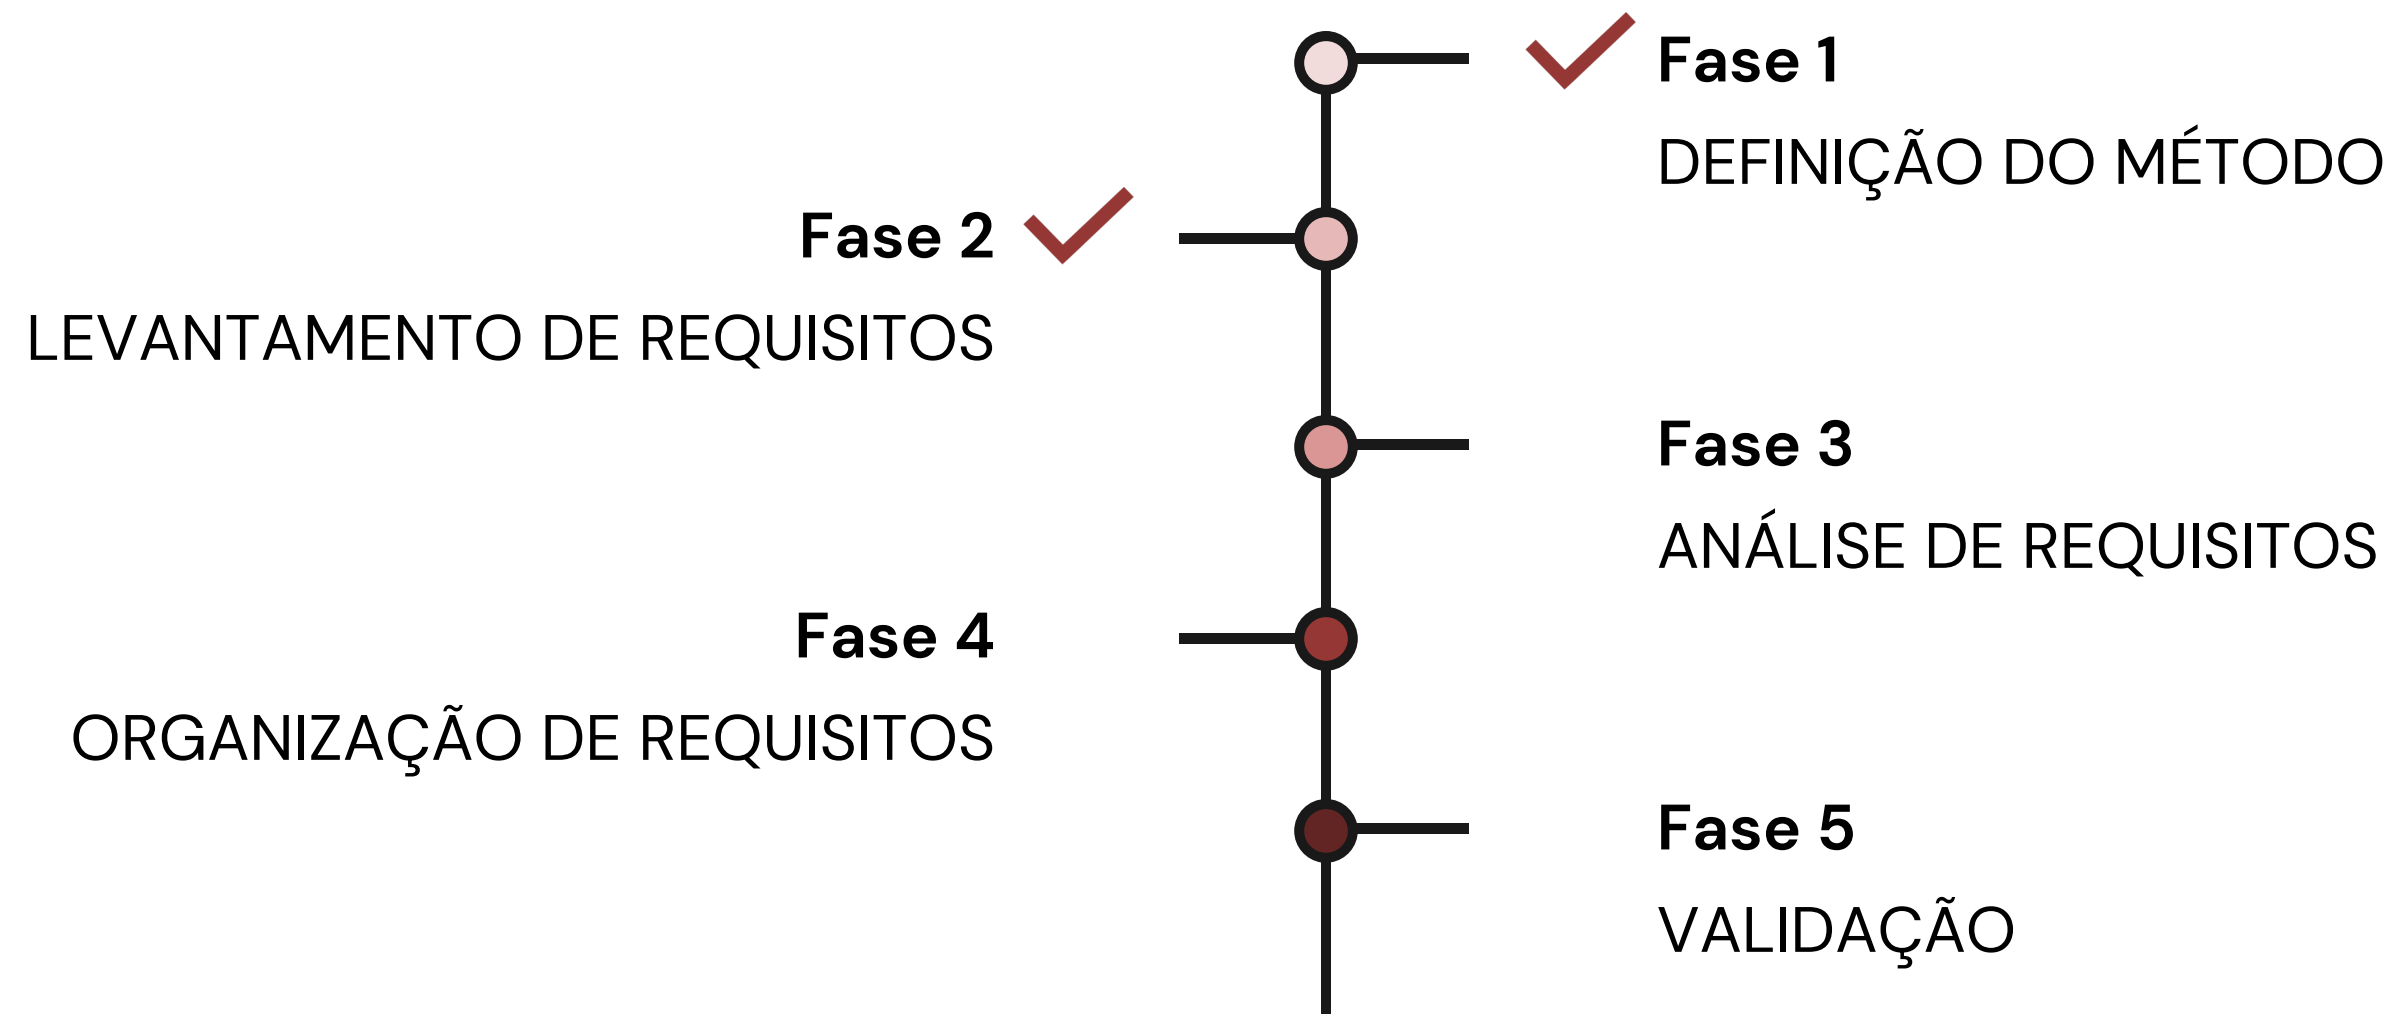 Fase 1
DEFINIÇÃO DO MÉTODO
Fase 2
LEVANTAMENTO DE REQUISITOS
Fase 3
ANÁLISE DE REQUISITOS
Fase 4
ORGANIZAÇÃO DE REQUISITOS
Fase 5
VALIDAÇÃO